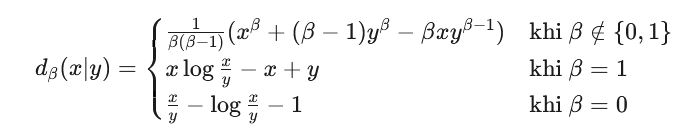 d_β(x|y) = { 1/(β(β−1)) (x^β + (β − 1)y^β − βxy^{β−1}) khi β ∉ {0, 1}
x log x/y − x + y khi β = 1
x/y − log x/y − 1 khi β = 0